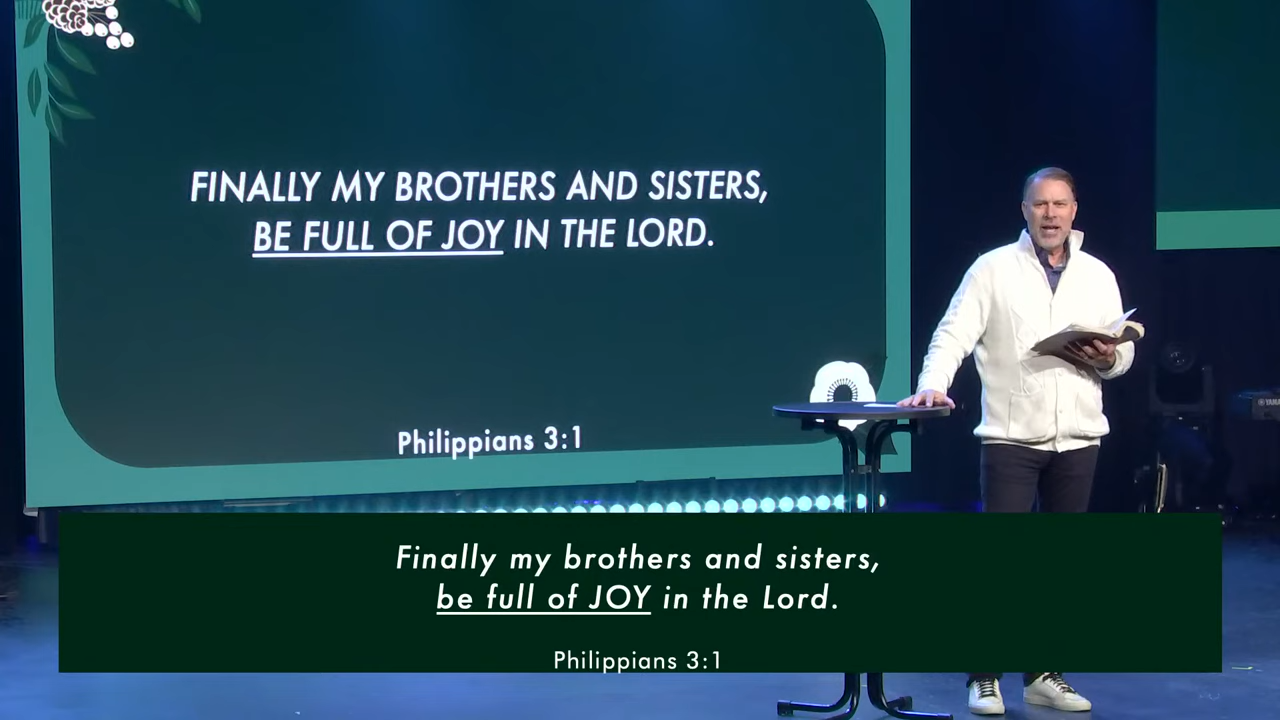 FINALLY MY BROTHERS AND SISTERS,
BE FULL OF JOY IN THE LORD.
Philippians 3:1
Finally my brothers and sisters,
be full of JOY in the Lord.
Philippians 3:1